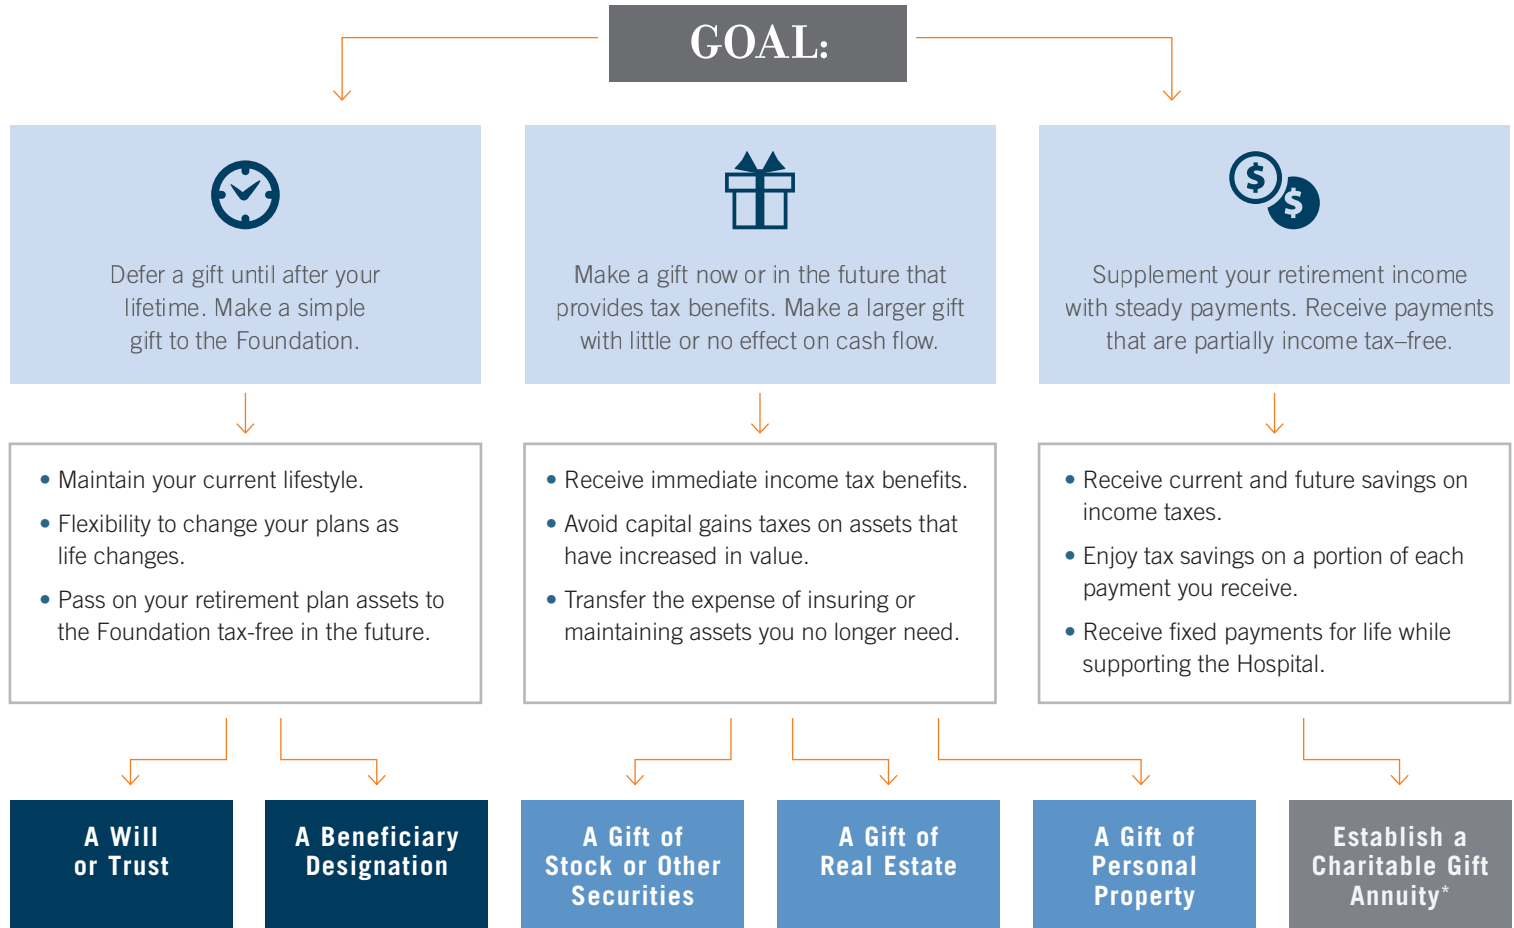 GOAL:
Defer a gift until after your
lifetime. Make a simple
gift to the Foundation.
Make a gift now or in the future that
provides tax benefits. Make a larger gift
with little or no effect on cash flow.
$
$
Supplement your retirement income
with steady payments. Receive payments
that are partially income tax–free.
• Maintain your current lifestyle.
• Flexibility to change your plans as
life changes.
• Pass on your retirement plan assets to
the Foundation tax-free in the future.
• Receive immediate income tax benefits.
• Avoid capital gains taxes on assets that
have increased in value.
• Transfer the expense of insuring or
maintaining assets you no longer need.
• Receive current and future savings on
income taxes.
• Enjoy tax savings on a portion of each
payment you receive.
• Receive fixed payments for life while
supporting the Hospital.
A Will
or Trust
A Beneficiary
Designation
A Gift of
Stock or Other
Securities
A Gift of
Real Estate
A Gift of
Personal
Property
Establish a
Charitable Gift
Annuity*